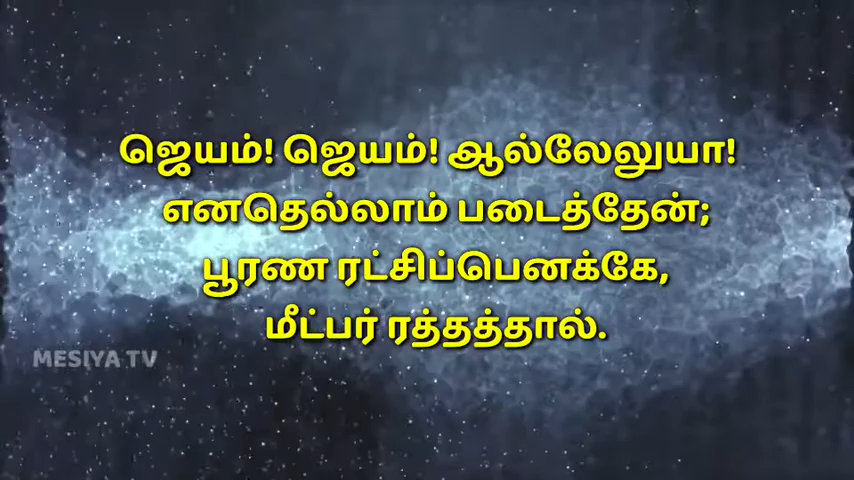 ஜெயம்! ஜெயம்! ஆல்லேலுயா!
எனதெல்லாம் படைத்தேன்;
பூரண ரட்சிப்பெனக்கே,
மீட்பர் ரத்தத்தால்.
MESIYA TV